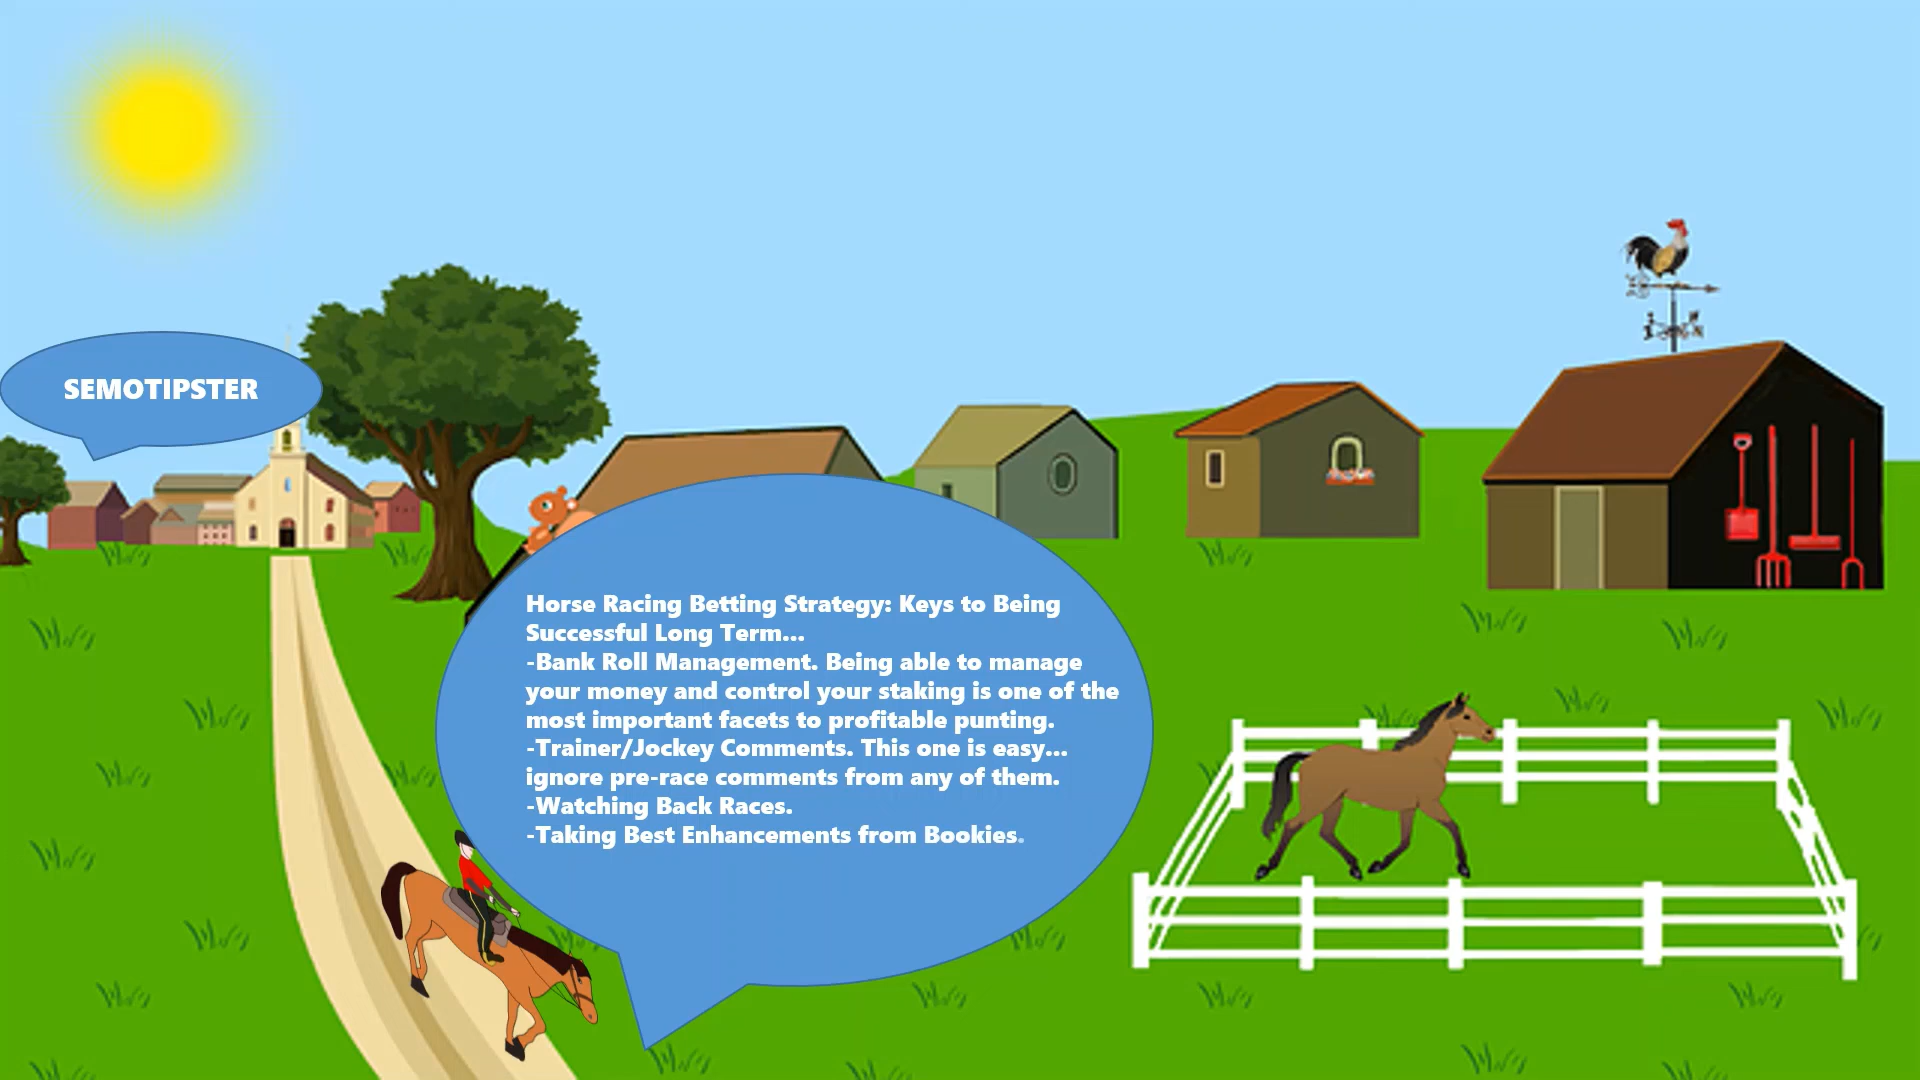 SEMOTIPSTER
Horse Racing Betting Strategy: Keys to Being
Successful Long Term...
-Bank Roll Management. Being able to manage
your money and control your staking is one of the
most important facets to profitable punting.
-Trainer/Jockey Comments. This one is easy...
ignore pre-race comments from any of them.
-Watching Back Races.
-Taking Best Enhancements from Bookies.